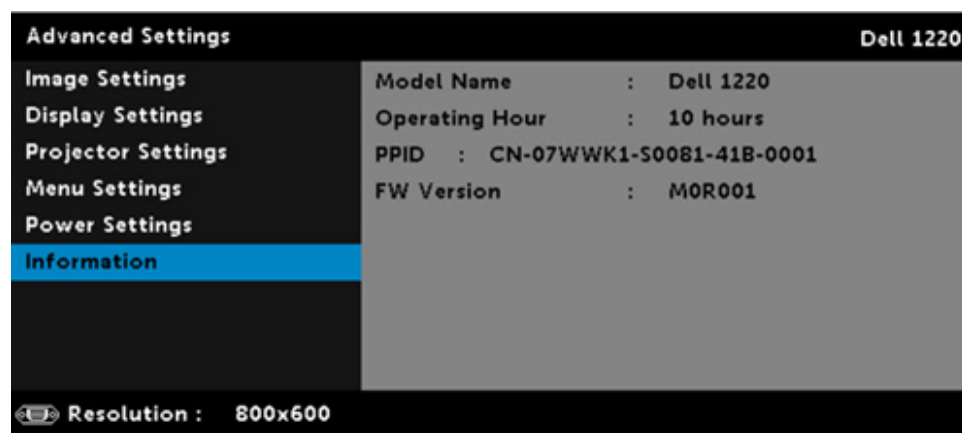 Advanced Settings Dell 1220
Image Settings
Display Settings
Projector Settings
Menu Settings
Power Settings
Information
Model Name : Dell 1220
Operating Hour : 10 hours
PPID : CN-07WWK1-S0081-41B-0001
FW Version : M0R001
Resolution : 800x600